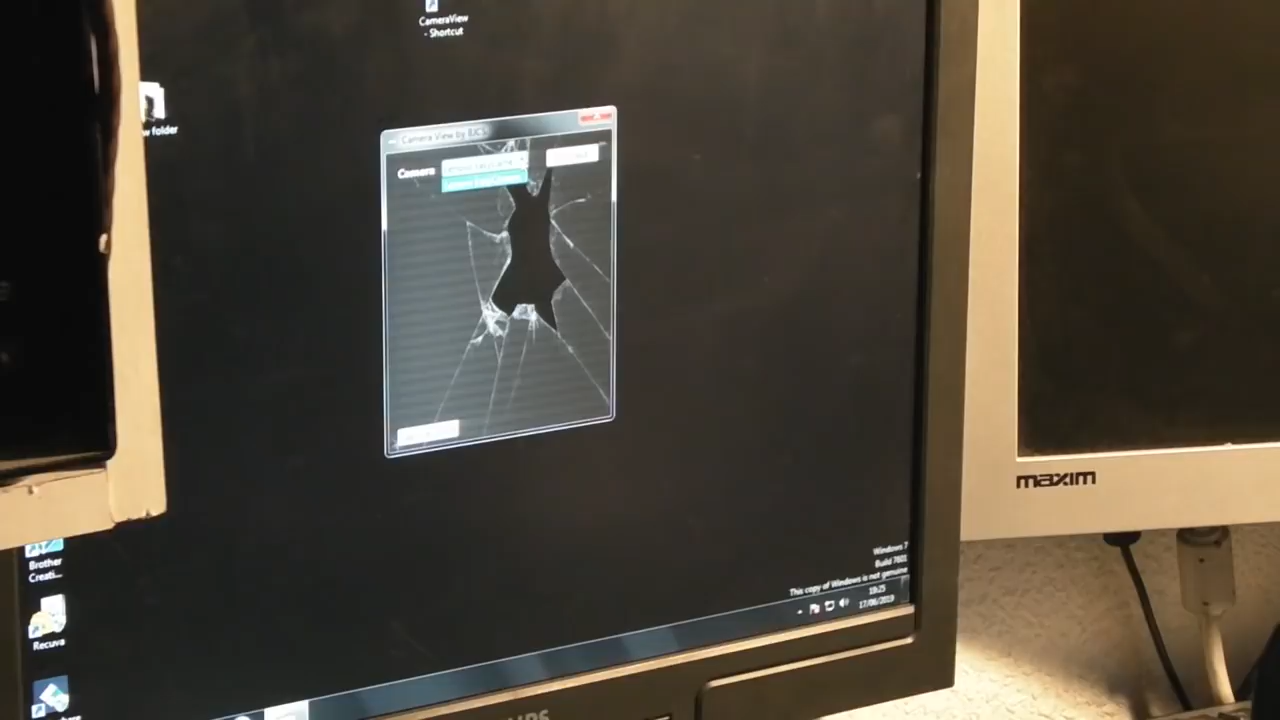 CameraView
- Shortcut
w folder
Camera View by BJCS
Camera
maxim
Brother
Creati...
Recuva
Windows 7
Build 7601
This copy of Windows is not genuine
19:25
17/06/2019